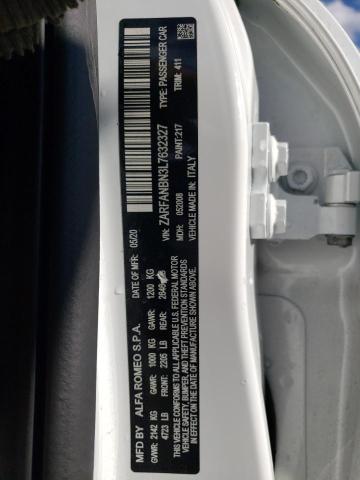 MFD BY ALFA ROMEO S.P.A.
DATE OF MFR: 05/20
GVWR: 2142 KG
GAWR: 1000 KG
GAWR: 1200 KG
4723 LB
FRONT: 2205 LB
REAR:
THIS VEHICLE CONFORMS TO ALL APPLICABLE U.S. FEDERAL MOTOR
VEHICLE SAFETY, BUMPER, AND THEFT PREVENTION STANDARDS
IN EFFECT ON THE DATE OF MANUFACTURE SHOWN ABOVE
VIN: ZARFANBN3L7632327
TYPE: PASSENGER CAR
MDH: 052008
PAINT: 217
TRIM: 411
VEHICLE MADE IN: ITALY